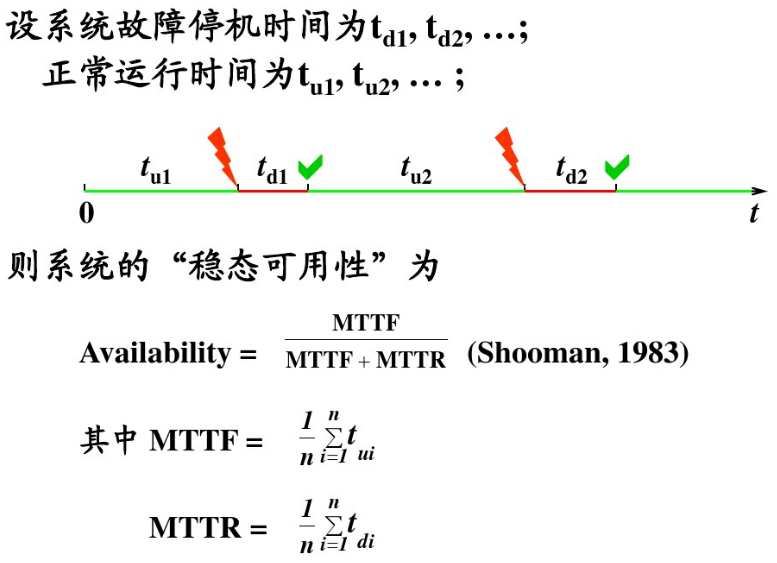 设系统故障停机时间为t_d1, t_d2, …;
正常运行时间为t_u1, t_u2, … ;
t_u1 t_d1 t_u2 t_d2
0 t
则系统的“稳态可用性”为
Availability = MTTF / (MTTF + MTTR) (Shooman, 1983)
其中 MTTF = 1/n ∑_{i=1}^{n} t_ui
MTTR = 1/n ∑_{i=1}^{n} t_di